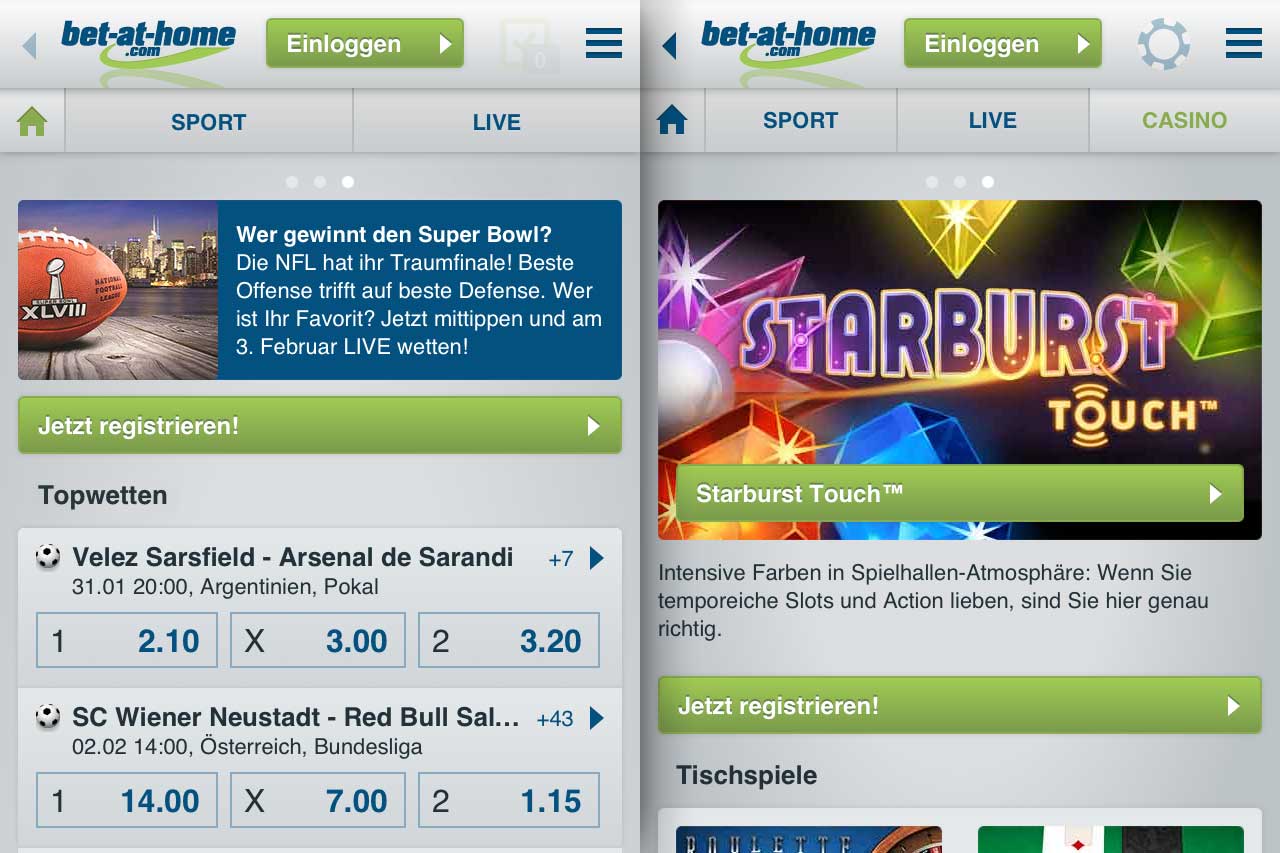 bet-at-home
.com
Einloggen
0
SPORT
LIVE
Wer gewinnt den Super Bowl?
Die NFL hat ihr Traumfinale! Beste
Offense trifft auf beste Defense. Wer
ist Ihr Favorit? Jetzt mittippen und am
3. Februar LIVE wetten!
SUPER BOWL
XLVIII
NATIONAL
FOOTBALL
LEAGUE
Jetzt registrieren!
Topwetten
Velez Sarsfield - Arsenal de Sarandi +7
31.01 20:00, Argentinien, Pokal
1 2.10 X 3.00 2 3.20
SC Wiener Neustadt - Red Bull Sal... +43
02.02 14:00, Österreich, Bundesliga
1 14.00 X 7.00 2 1.15
bet-at-home
.com
Einloggen
SPORT
LIVE
CASINO
STARBURST
TOUCH™
Starburst Touch™
Intensive Farben in Spielhallen-Atmosphäre: Wenn Sie
temporeiche Slots und Action lieben, sind Sie hier genau
richtig.
Jetzt registrieren!
Tischspiele
ROULETTE